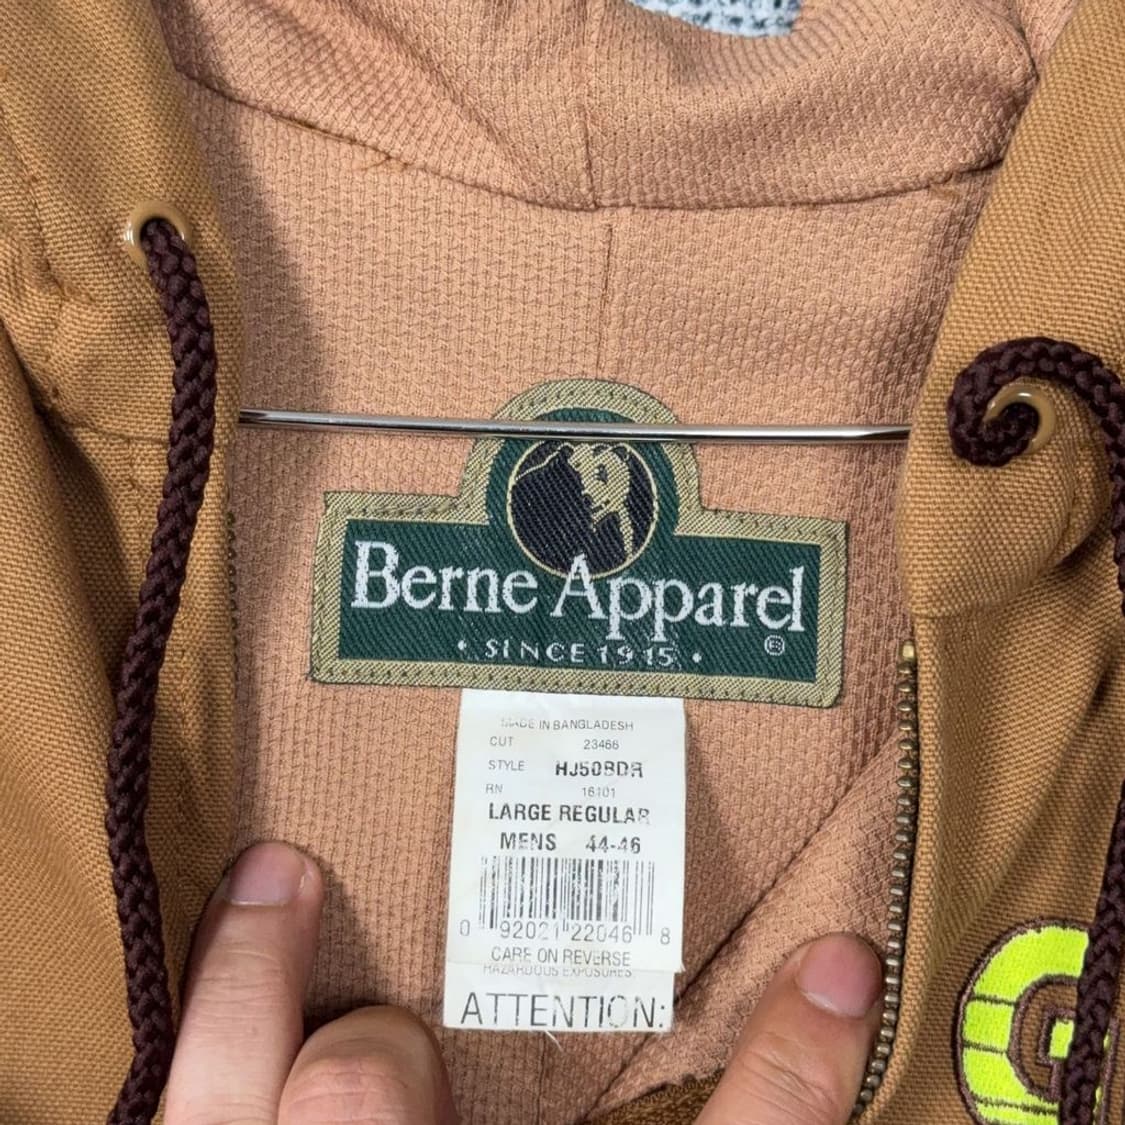 Berne Apparel
• SINCE 1915 •
®
MADE IN BANGLADESH
CUT 23466
STYLE HJ50BDR
RN 16101
LARGE REGULAR
MENS 44-46
0 92021 22046 8
CARE ON REVERSE
HAZARDOUS EXPOSURES.
ATTENTION: